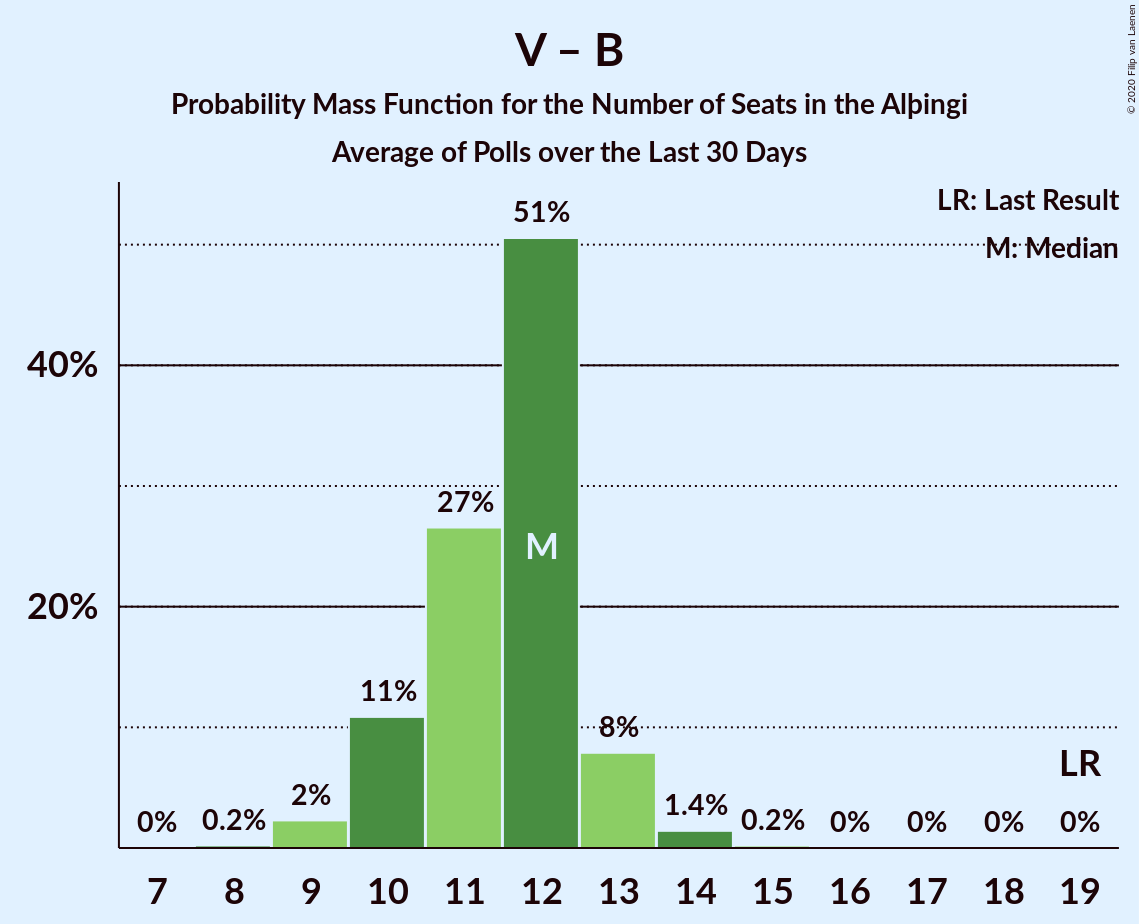 V – B
Probability Mass Function for the Number of Seats in the Alþingi
Average of Polls over the Last 30 Days
© 2020 Filip van Laenen
LR: Last Result
M: Median
51%
40%
27%
M
20%
11%
8%
LR
2%
1.4%
0%
0.2%
0.2%
0%
0%
0%
0%
7 8 9 10 11 12 13 14 15 16 17 18 19